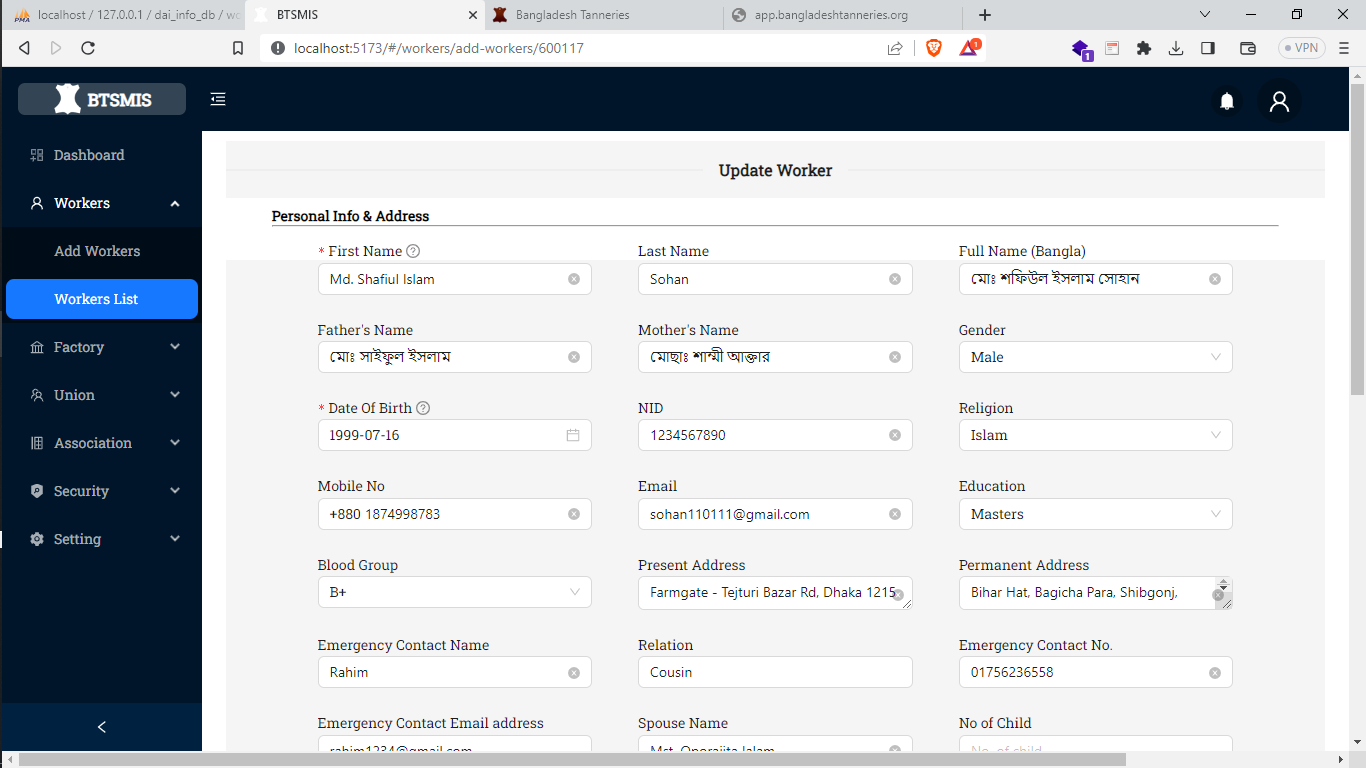 localhost / 127.0.0.1 / dai_info_db / wo
BTSMIS
Bangladesh Tanneries
app.bangladeshtanneries.org
localhost:5173/#/workers/add-workers/600117
1
1
VPN
BTSMIS
Dashboard
Workers
Add Workers
Workers List
Factory
Union
Association
Security
Setting
Update Worker
Personal Info & Address
* First Name
Last Name
Full Name (Bangla)
Md. Shafiul Islam
Sohan
মোঃ শফিউল ইসলাম সোহান
Father's Name
Mother's Name
Gender
মোঃ সাইফুল ইসলাম
মোছাঃ শাম্মী আক্তার
Male
* Date Of Birth
NID
Religion
1999-07-16
1234567890
Islam
Mobile No
Email
Education
+880 1874998783
sohan110111@gmail.com
Masters
Blood Group
Present Address
Permanent Address
B+
Farmgate - Tejturi Bazar Rd, Dhaka 1215
Bihar Hat, Bagicha Para, Shibgonj,
Emergency Contact Name
Relation
Emergency Contact No.
Rahim
Cousin
01756236558
Emergency Contact Email address
Spouse Name
No of Child
rahim1234@gmail.com
Mst. Oporajita
No. of child